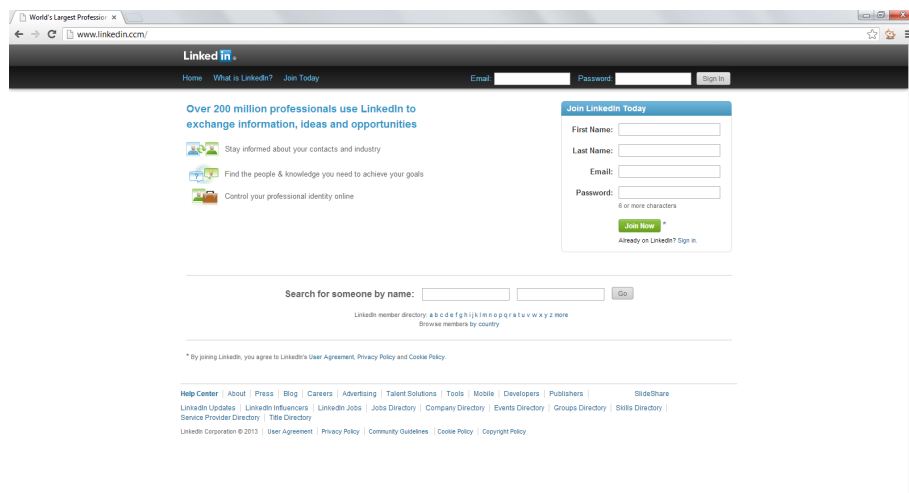 World's Largest Profession
www.linkedin.ccm/
Linked in.
Home What is LinkedIn? Join Today Email: Password: Sign In
Over 200 million professionals use LinkedIn to
exchange information, ideas and opportunities
Stay informed about your contacts and industry
Find the people & knowledge you need to achieve your goals
Control your professional identity online
Join LinkedIn Today
First Name:
Last Name:
Email:
Password:
6 or more characters
Join Now *
Already on LinkedIn? Sign in.
Search for someone by name: Go
LinkedIn member directory: a b c d e f g h i j k l m n o p q r s t u v w x y z more
Browse members by country
* By joining LinkedIn, you agree to LinkedIn's User Agreement, Privacy Policy and Cookie Policy.
Help Center | About | Press | Blog | Careers | Advertising | Talent Solutions | Tools | Mobile | Developers | Publishers | SlideShare
LinkedIn Updates | LinkedIn Influencers | LinkedIn Jobs | Jobs Directory | Company Directory | Events Directory | Groups Directory | Skills Directory |
Service Provider Directory | Title Directory
LinkedIn Corporation © 2013 | User Agreement | Privacy Policy | Community Guidelines | Cookie Policy | Copyright Policy